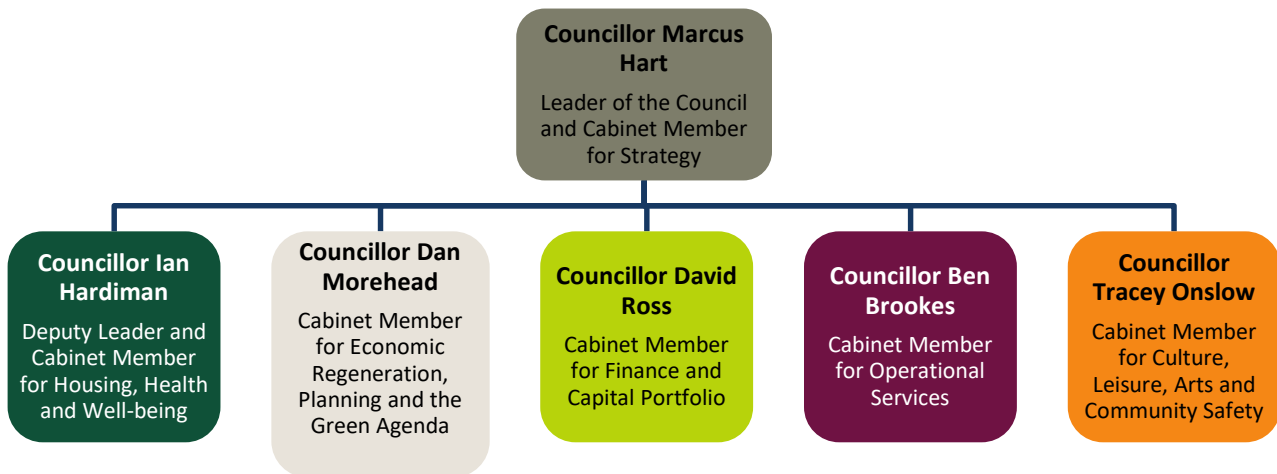 Councillor Marcus
Hart
Leader of the Council
and Cabinet Member
for Strategy
Councillor Ian
Hardiman
Deputy Leader and
Cabinet Member
for Housing, Health
and Well-being
Councillor Dan
Morehead
Cabinet Member
for Economic
Regeneration,
Planning and the
Green Agenda
Councillor David
Ross
Cabinet Member
for Finance and
Capital Portfolio
Councillor Ben
Brookes
Cabinet Member
for Operational
Services
Councillor
Tracey Onslow
Cabinet Member
for Culture,
Leisure, Arts and
Community Safety